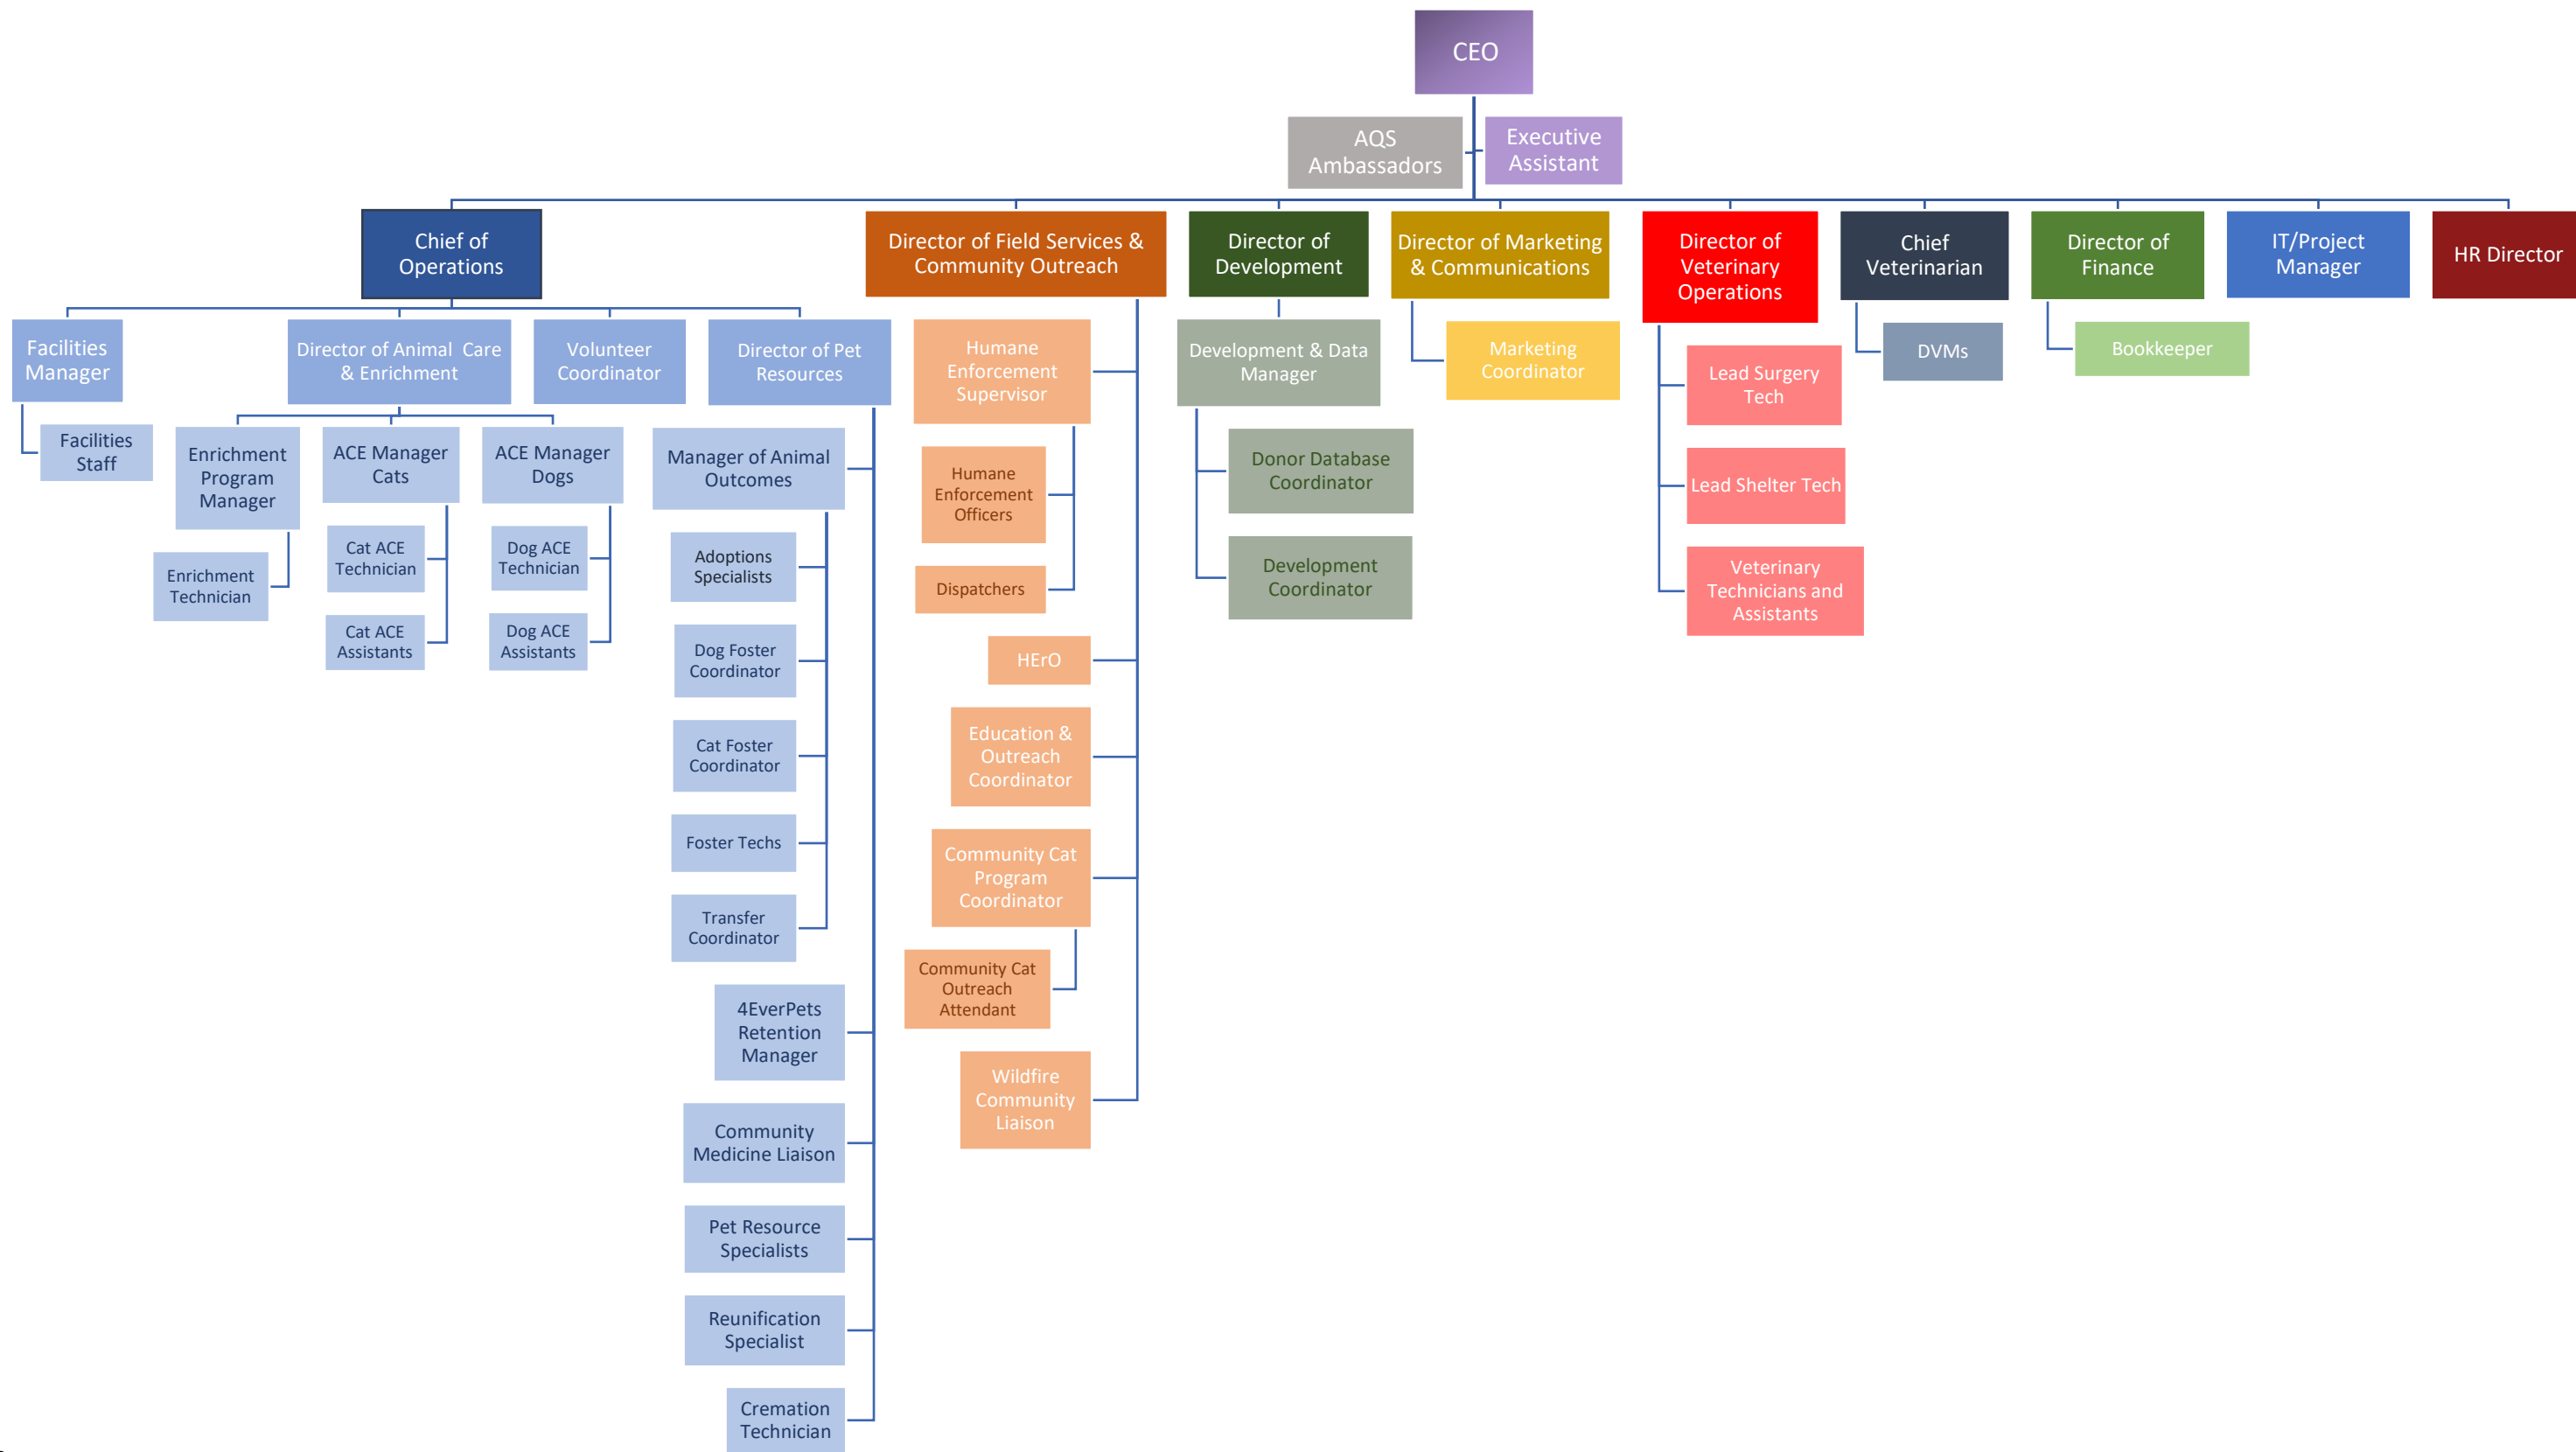 CEO
AQS
Ambassadors
Executive
Assistant
Chief of
Operations
Director of Field Services &
Community Outreach
Director of
Development
Director of Marketing
& Communications
Director of
Veterinary
Operations
Chief
Veterinarian
Director of
Finance
IT/Project
Manager
HR Director
Facilities
Manager
Facilities
Staff
Director of Animal Care
& Enrichment
Enrichment
Program
Manager
Enrichment
Technician
ACE Manager
Cats
Cat ACE
Technician
Cat ACE
Assistants
ACE Manager
Dogs
Dog ACE
Technician
Dog ACE
Assistants
Volunteer
Coordinator
Director of Pet
Resources
Manager of Animal
Outcomes
Adoptions
Specialists
Dog Foster
Coordinator
Cat Foster
Coordinator
Foster Techs
Transfer
Coordinator
4EverPets
Retention
Manager
Community
Medicine Liaison
Pet Resource
Specialists
Reunification
Specialist
Cremation
Technician
Humane
Enforcement
Supervisor
Humane
Enforcement
Officers
Dispatchers
HErO
Education &
Outreach
Coordinator
Community Cat
Program
Coordinator
Community Cat
Outreach
Attendant
Wildfire
Community
Liaison
Development & Data
Manager
Donor Database
Coordinator
Development
Coordinator
Marketing
Coordinator
Lead Surgery
Tech
Lead Shelter Tech
Veterinary
Technicians and
Assistants
DVMs
Bookkeeper